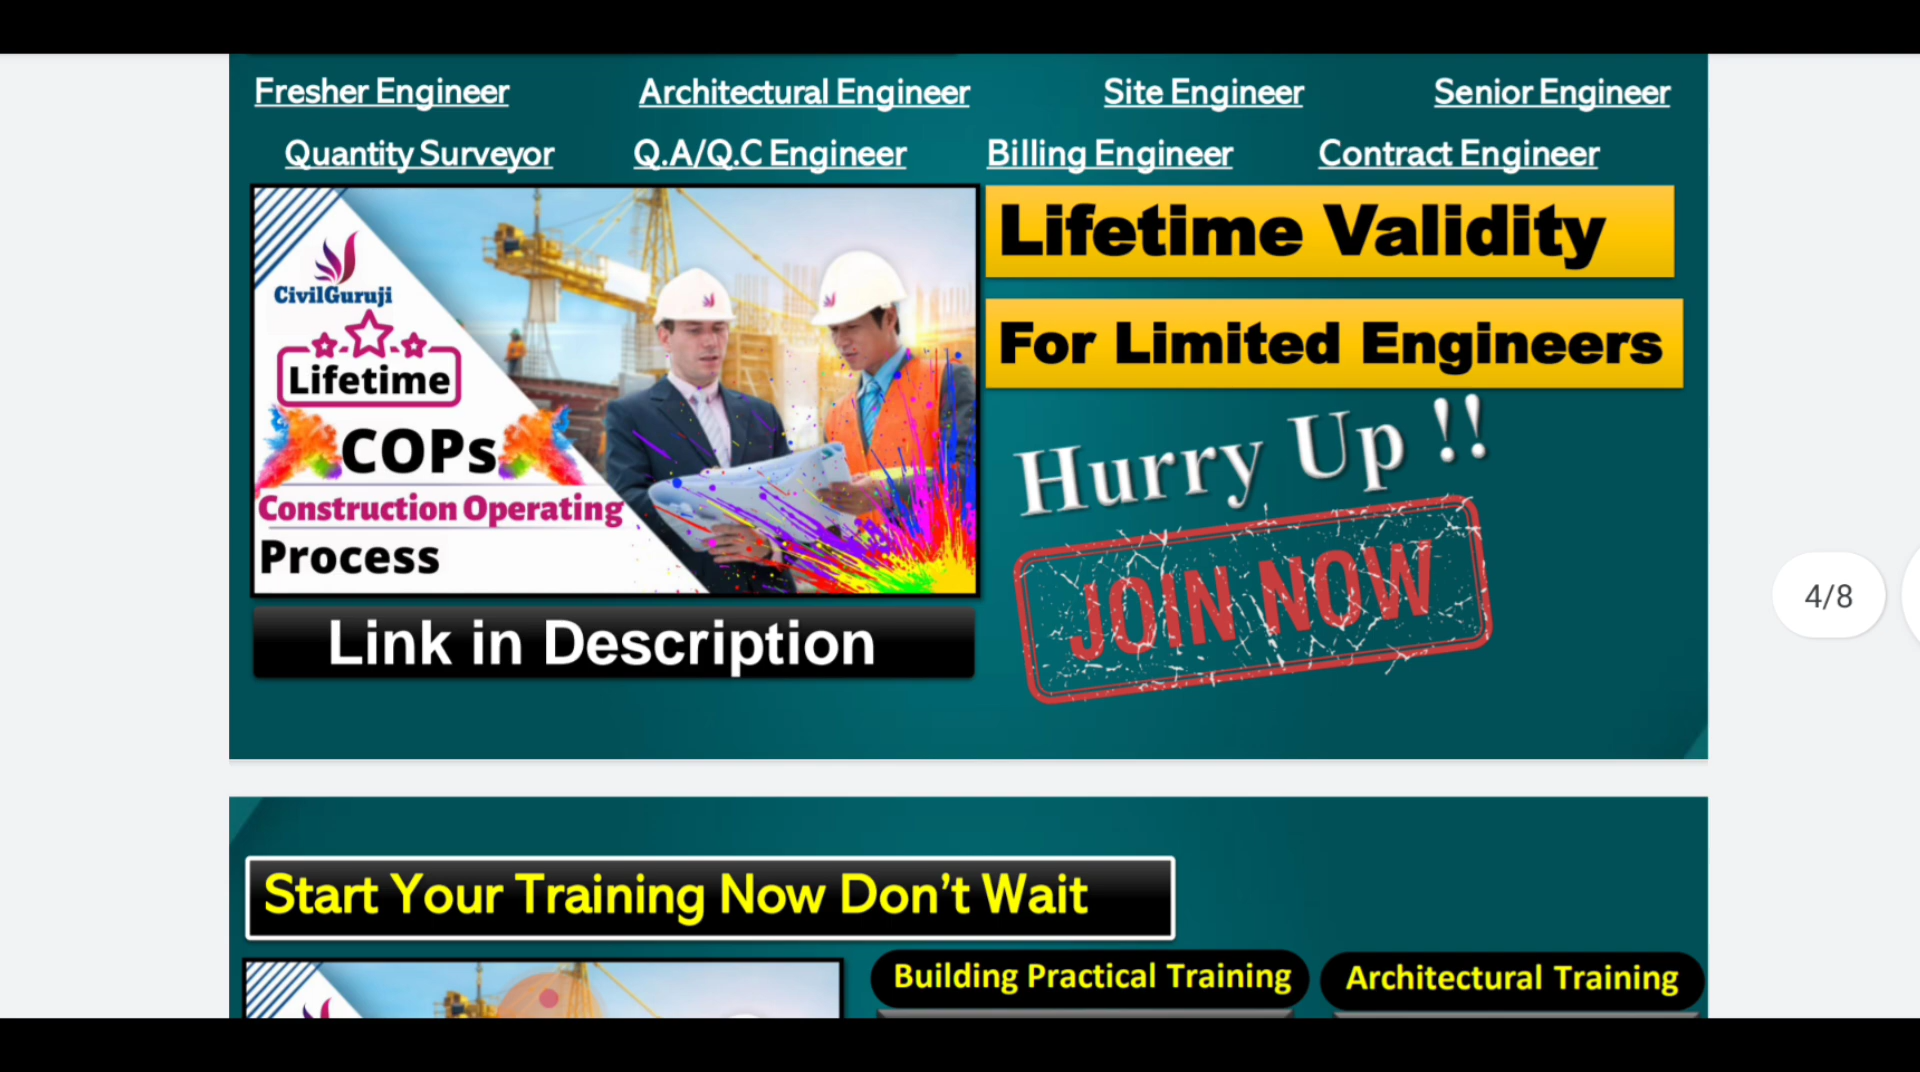 Fresher Engineer Architectural Engineer Site Engineer Senior Engineer
Quantity Surveyor Q.A/Q.C Engineer Billing Engineer Contract Engineer
CivilGuruji
Lifetime
COPs
Construction Operating
Process
Link in Description
Lifetime Validity
For Limited Engineers
Hurry Up !!
JOIN NOW
4/8
Start Your Training Now Don't Wait
Building Practical Training Architectural Training